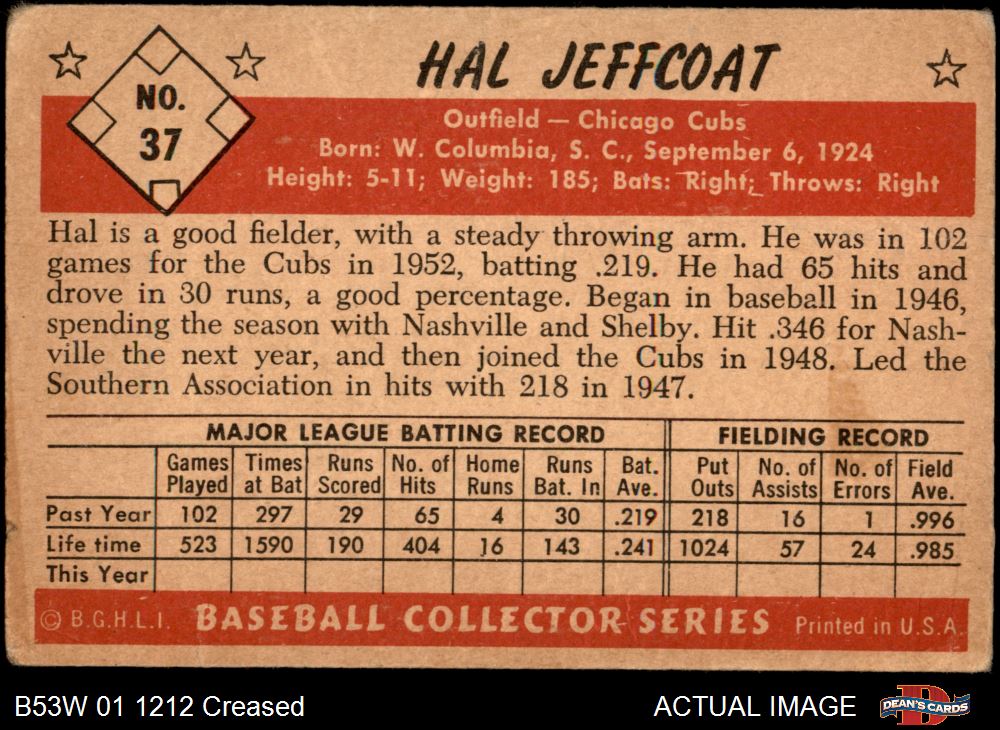 NO.
37
HAL JEFFCOAT
Outfield — Chicago Cubs
Born: W. Columbia, S. C., September 6, 1924
Height: 5-11; Weight: 185; Bats: Right; Throws: Right
Hal is a good fielder, with a steady throwing arm. He was in 102
games for the Cubs in 1952, batting .219. He had 65 hits and
drove in 30 runs, a good percentage. Began in baseball in 1946,
spending the season with Nashville and Shelby. Hit .346 for Nash-
ville the next year, and then joined the Cubs in 1948. Led the
Southern Association in hits with 218 in 1947.
MAJOR LEAGUE BATTING RECORD FIELDING RECORD
Games Times Runs No. of Home Runs Bat. Put No. of No. of Field
Played at Bat Scored Hits Runs Bat. In Ave. Outs Assists Errors Ave.
Past Year 102 297 29 65 4 30 .219 218 16 1 .996
Life time 523 1590 190 404 16 143 .241 1024 57 24 .985
This Year
© B.G.H.L.I. BASEBALL COLLECTOR SERIES Printed in U.S.A.
B53W 01 1212 Creased ACTUAL IMAGE D DEAN'S CARDS